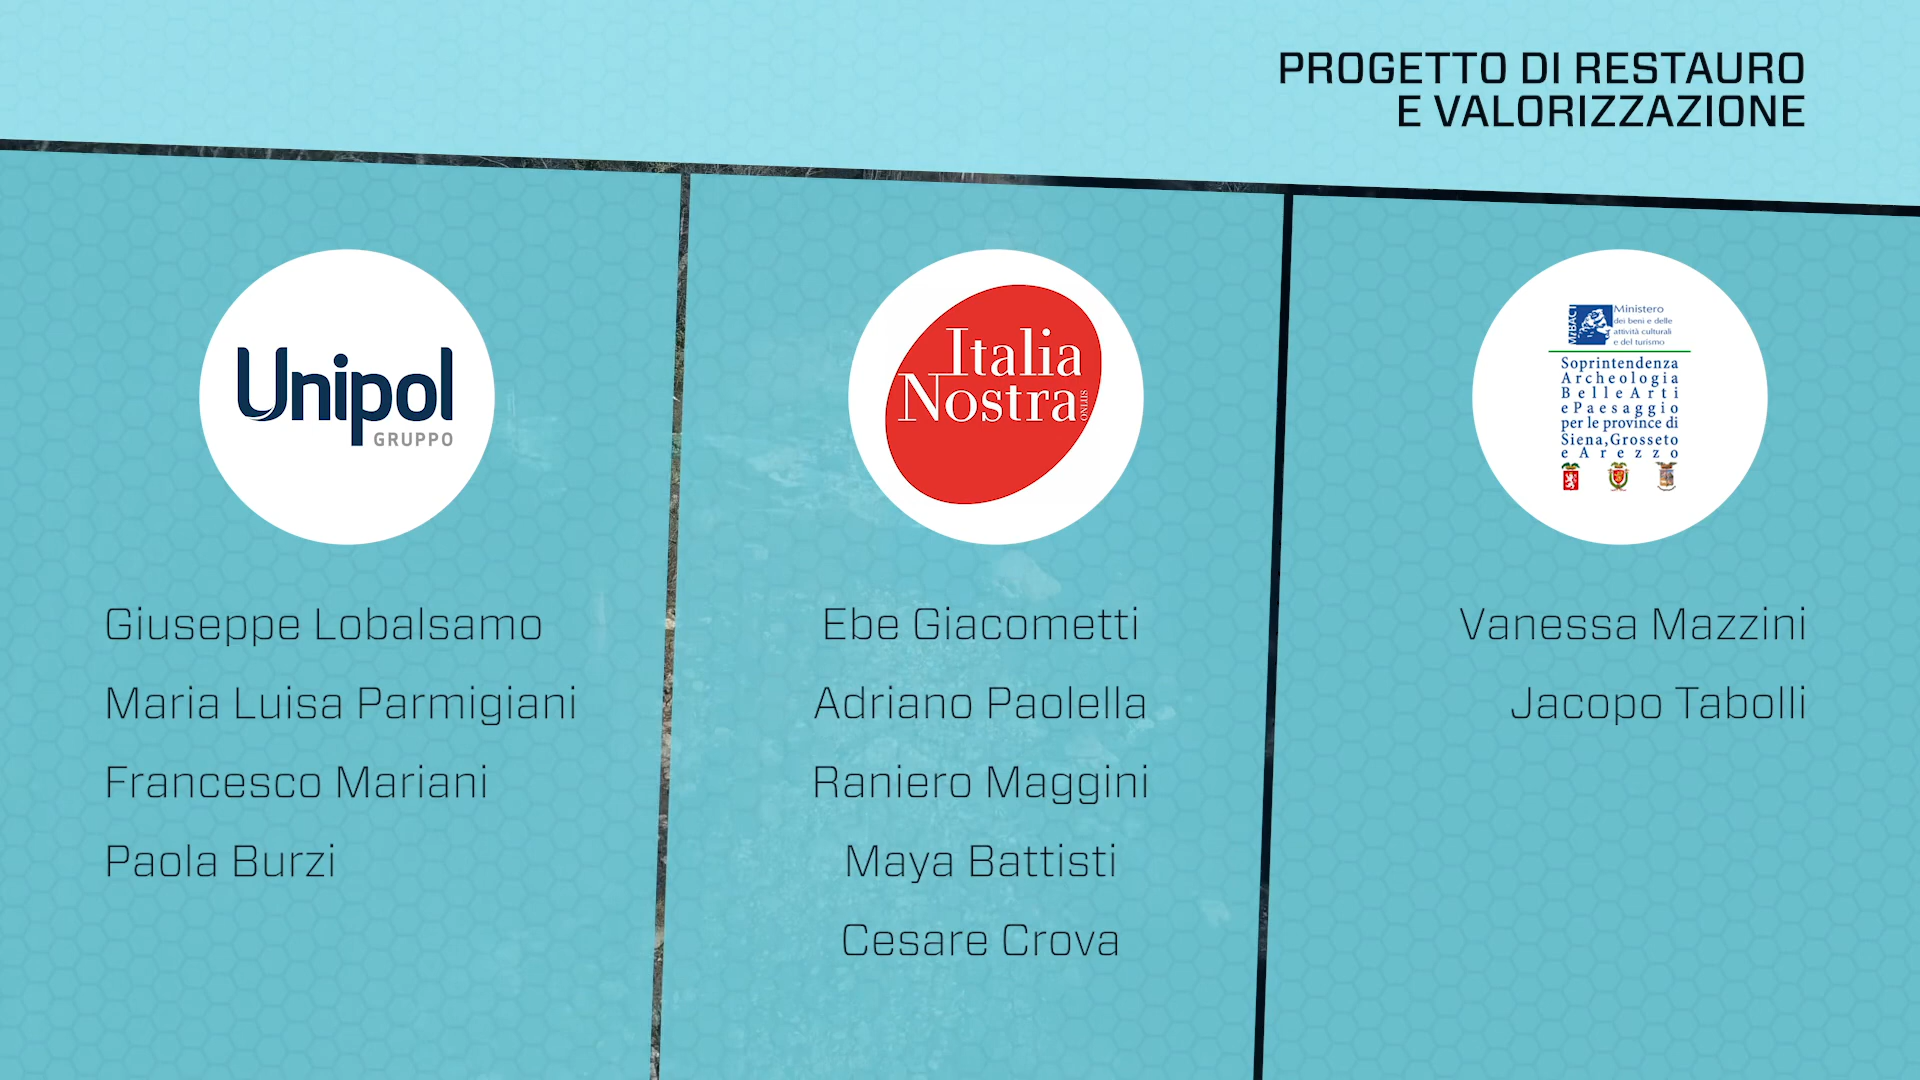 PROGETTO DI RESTAURO
E VALORIZZAZIONE
Unipol
GRUPPO
Giuseppe Lobalsamo
Maria Luisa Parmigiani
Francesco Mariani
Paola Burzi
Italia
Nostra
ONLUS
Ebe Giacometti
Adriano Paolella
Raniero Maggini
Maya Battisti
Cesare Crova
MiBACT
Ministero
dei beni e delle
attività culturali
e del turismo
Soprintendenza
Archeologia
Belle Arti
e Paesaggio
per le province di
Siena, Grosseto
e Arezzo
Vanessa Mazzini
Jacopo Tabolli